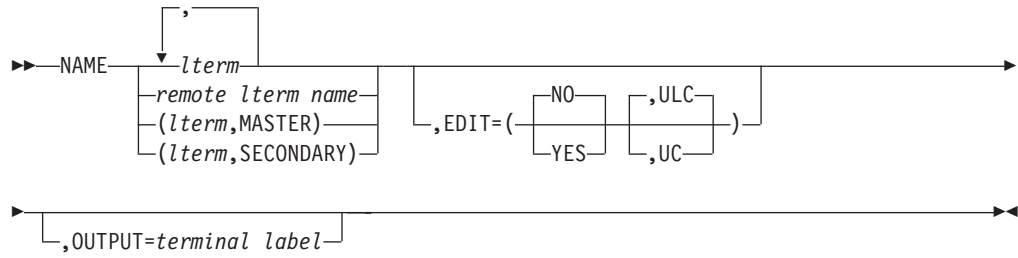 ,
NAME lterm
remote lterm name
(lterm,MASTER)
(lterm,SECONDARY)
,EDIT=( NO ,ULC )
YES ,UC
,OUTPUT=terminal label